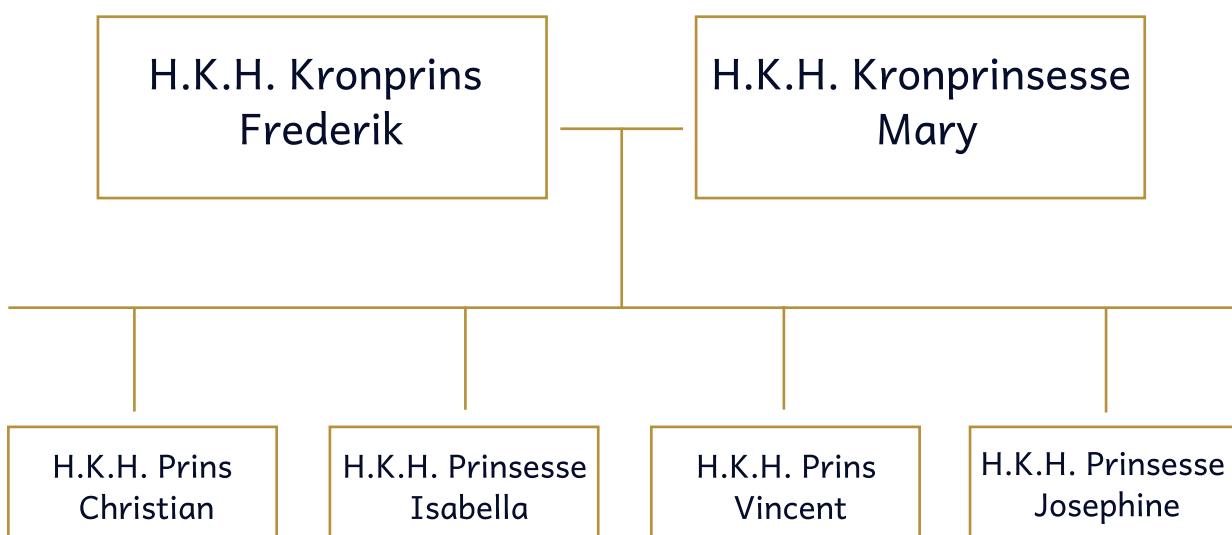 H.K.H. Kronprins
Frederik
H.K.H. Kronprinsesse
Mary
H.K.H. Prins
Christian
H.K.H. Prinsesse
Isabella
H.K.H. Prins
Vincent
H.K.H. Prinsesse
Josephine